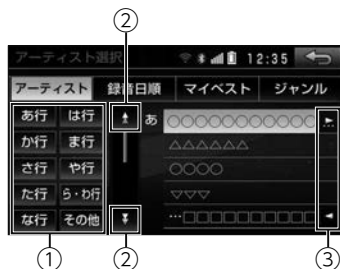 ②
アーティスト選択 12:35
アーティスト 録音日順 マイベスト ジャンル
あ行 は行 あ ○○○○○○○○○○○
か行 ま行 △△△△△△
さ行 や行 ○○○○
た行 ら・わ行 ▽▽▽
な行 その他 …□□□□□□□□□□
① ② ③